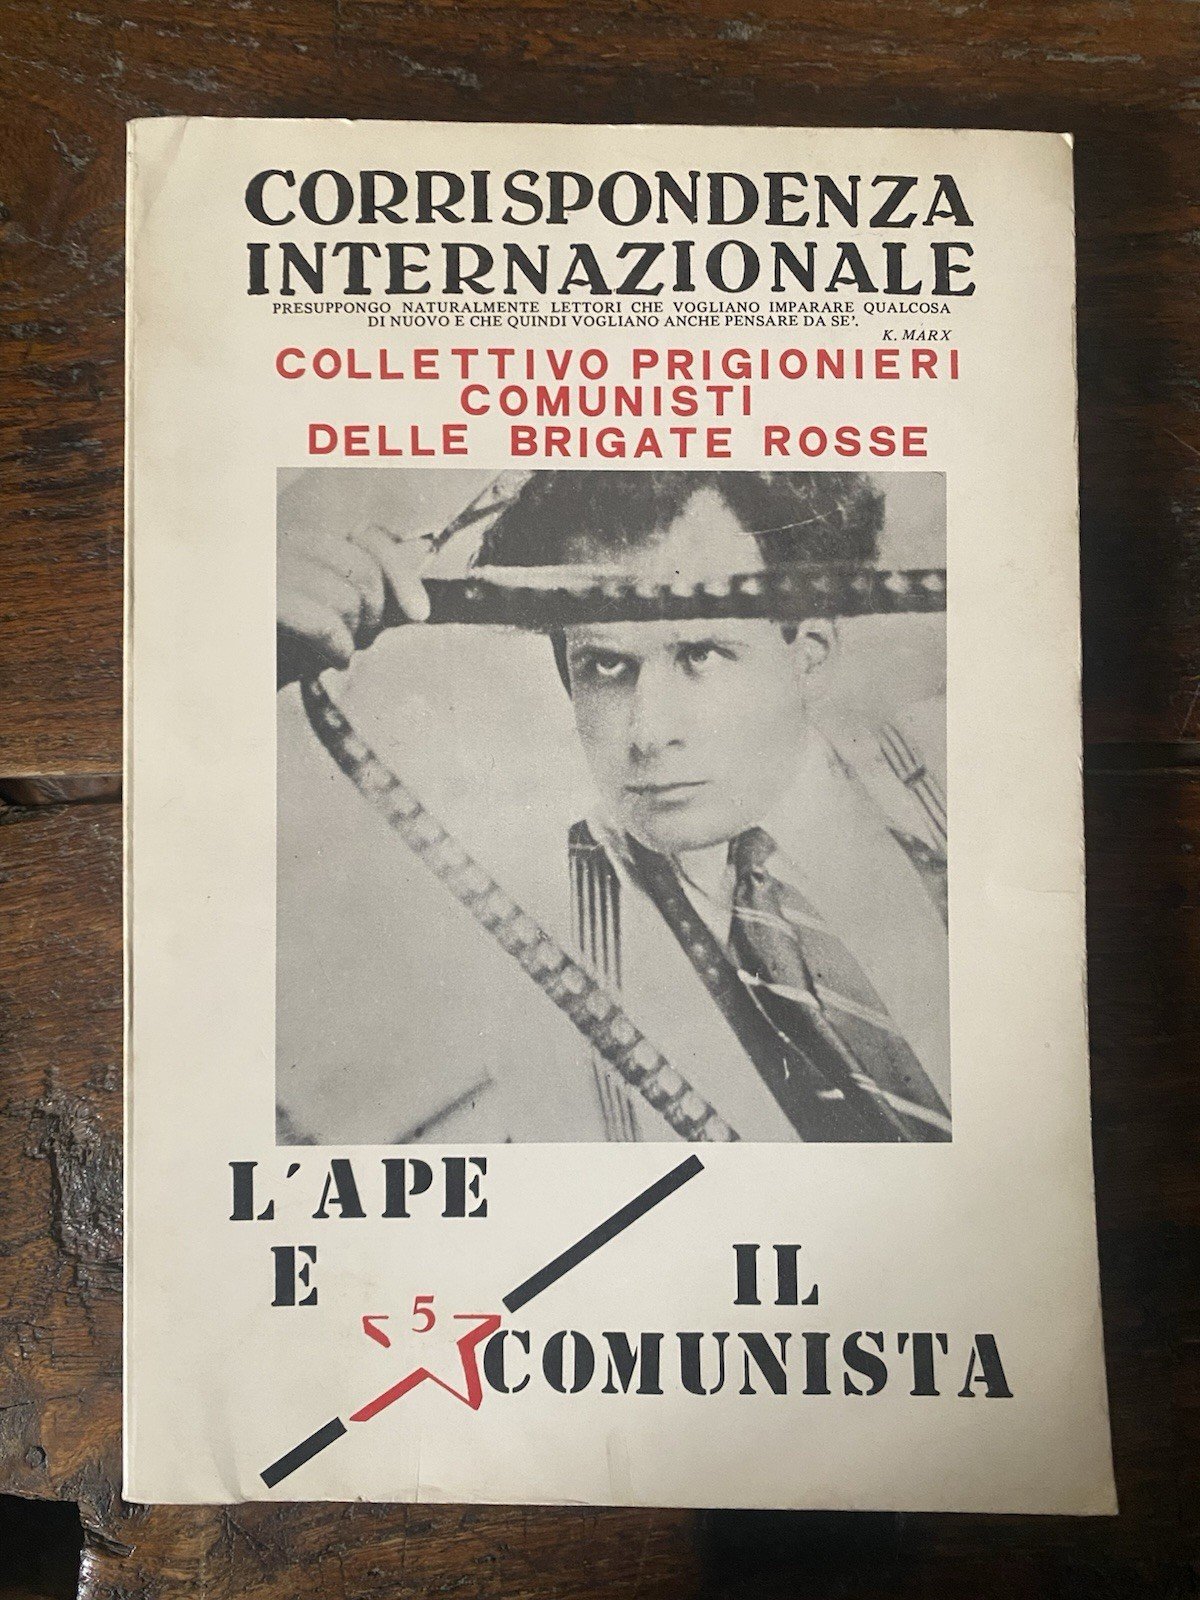 CORRISPONDENZA
INTERNAZIONALE
PRESUPPONGO NATURALMENTE LETTORI CHE VOGLIANO IMPARARE QUALCOSA
DI NUOVO E CHE QUINDI VOGLIANO ANCHE PENSARE DA SE'.
K. MARX
COLLETTIVO PRIGIONIERI
COMUNISTI
DELLE BRIGATE ROSSE
L'APE
E
IL
5
COMUNISTA